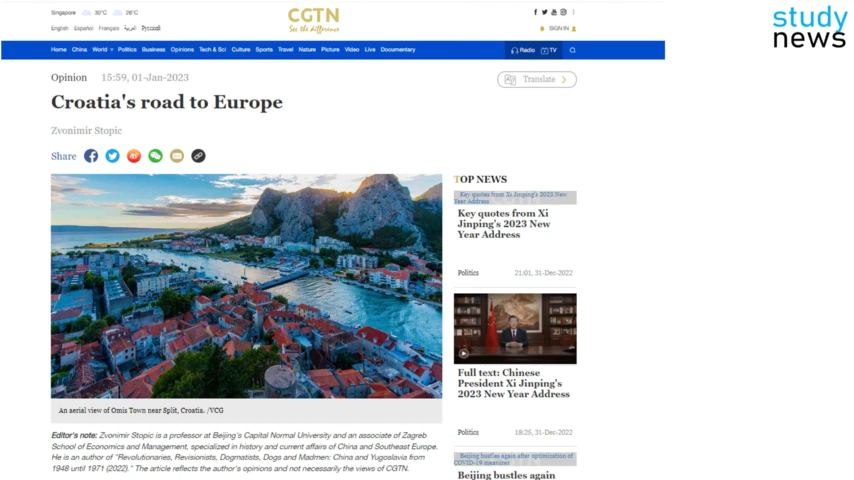 Singapore 30°C 26°C
English Español Français العربية Русский
CGTN
See the difference
SIGN IN
study
news
Home China World Politics Business Opinions Tech & Sci Culture Sports Travel Nature Picture Video Live Documentary Radio TV
Opinion 15:59, 01-Jan-2023
Translate
Croatia's road to Europe
Zvonimir Stopic
Share
An aerial view of Omis Town near Split, Croatia. /VCG
Editor's note: Zvonimir Stopic is a professor at Beijing's Capital Normal University and an associate of Zagreb
School of Economics and Management, specialized in history and current affairs of China and Southeast Europe.
He is an author of "Revolutionaries, Revisionists, Dogmatists, Dogs and Madmen: China and Yugoslavia from
1948 until 1971 (2022)." The article reflects the author's opinions and not necessarily the views of CGTN.
TOP NEWS
Key quotes from Xi Jinping's 2023 New
Year Address
Key quotes from Xi
Jinping's 2023 New
Year Address
Politics 21:01, 31-Dec-2022
Full text: Chinese
President Xi Jinping's
2023 New Year Address
Politics 18:25, 31-Dec-2022
Beijing bustles again after optimization of
COVID-19 measures
Beijing bustles again